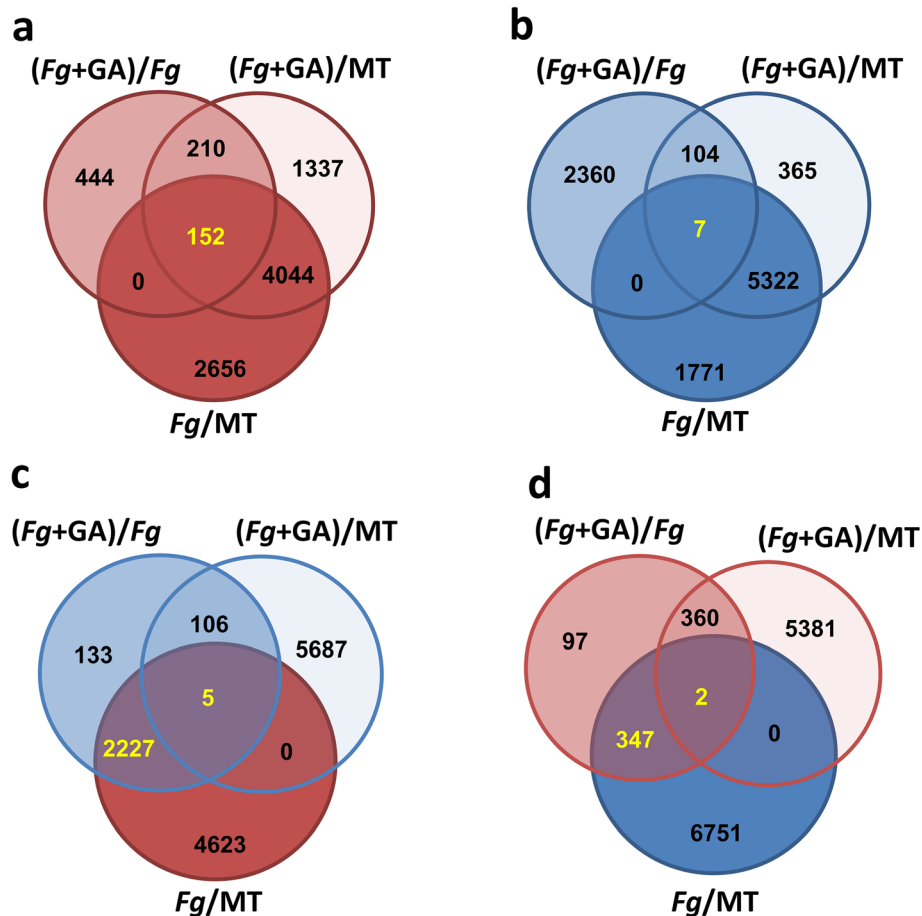 a
(Fg+GA)/Fg (Fg+GA)/MT
210
444 1337
152
0 4044
2656
Fg/MT
b
(Fg+GA)/Fg (Fg+GA)/MT
104
2360 365
7
0 5322
1771
Fg/MT
c
(Fg+GA)/Fg (Fg+GA)/MT
106
133 5687
5
2227 0
4623
Fg/MT
d
(Fg+GA)/Fg (Fg+GA)/MT
360
97 5381
2
347 0
6751
Fg/MT